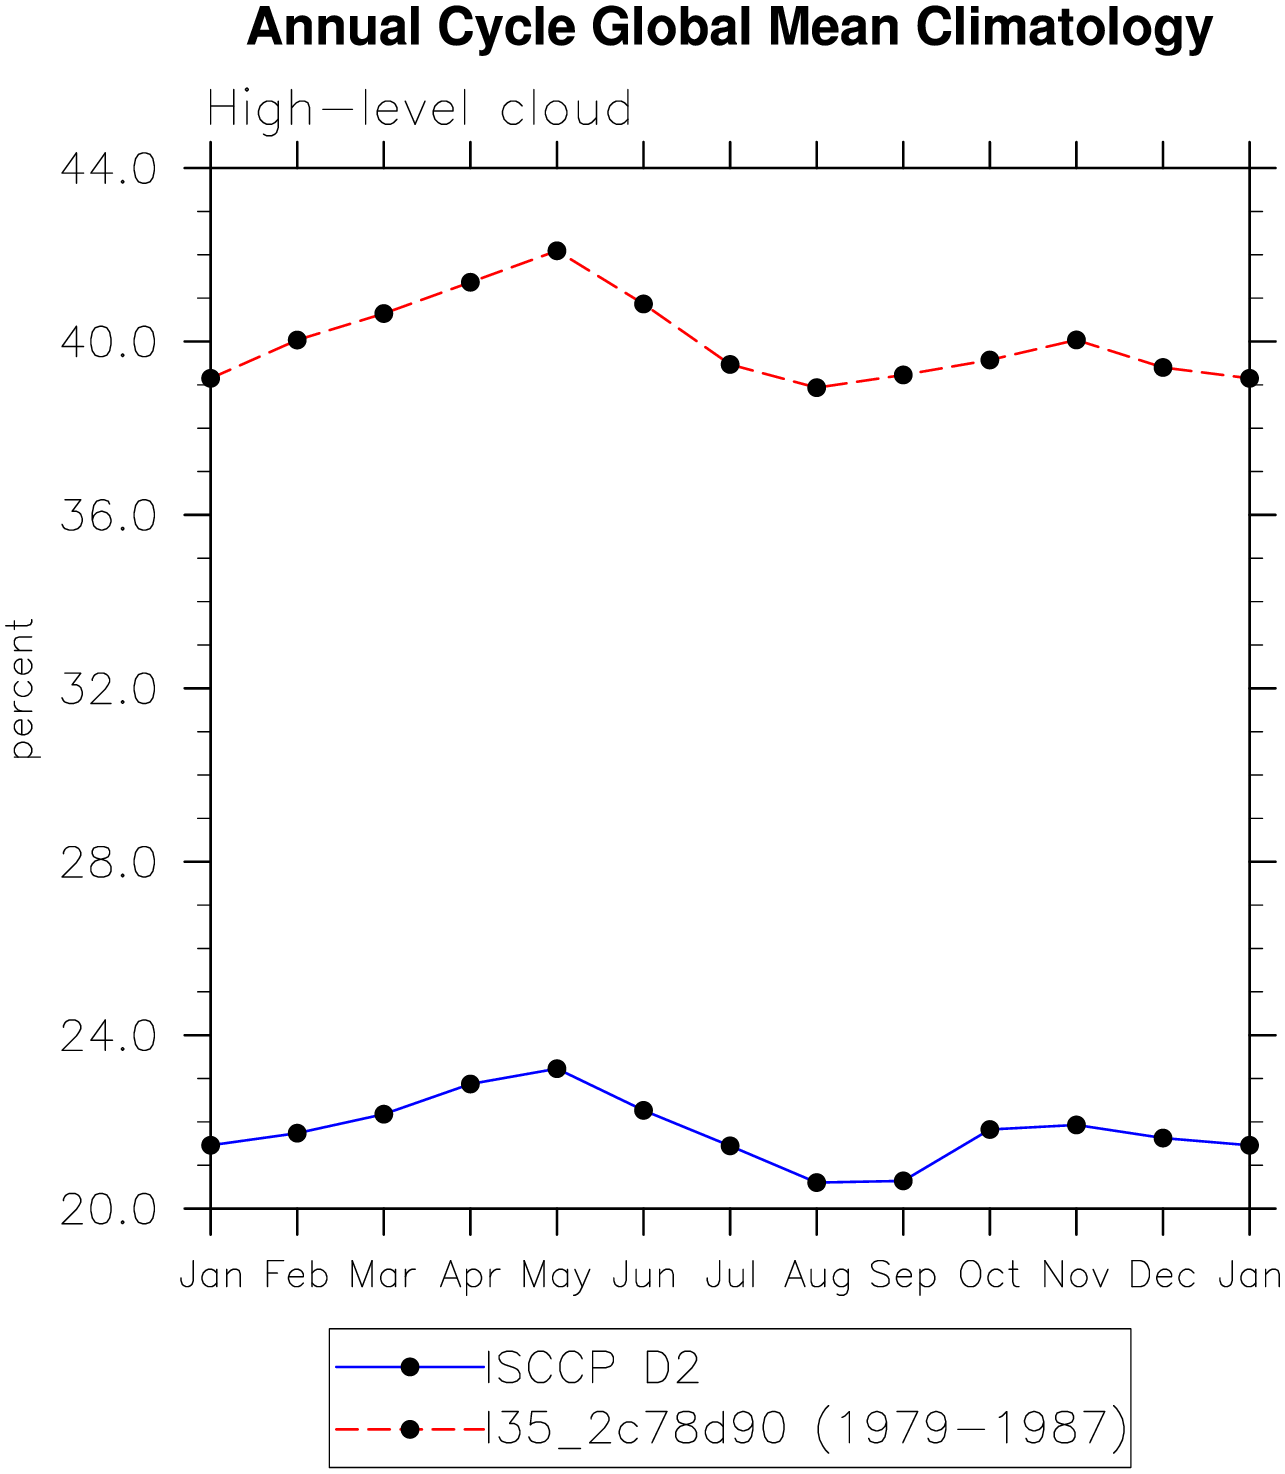 Annual Cycle Global Mean Climatology
High-level cloud
44.0
40.0
36.0
32.0
28.0
24.0
20.0
percent
Jan Feb Mar Apr May Jun Jul Aug Sep Oct Nov Dec Jan
ISCCP D2
I35_2c78d90 (1979-1987)